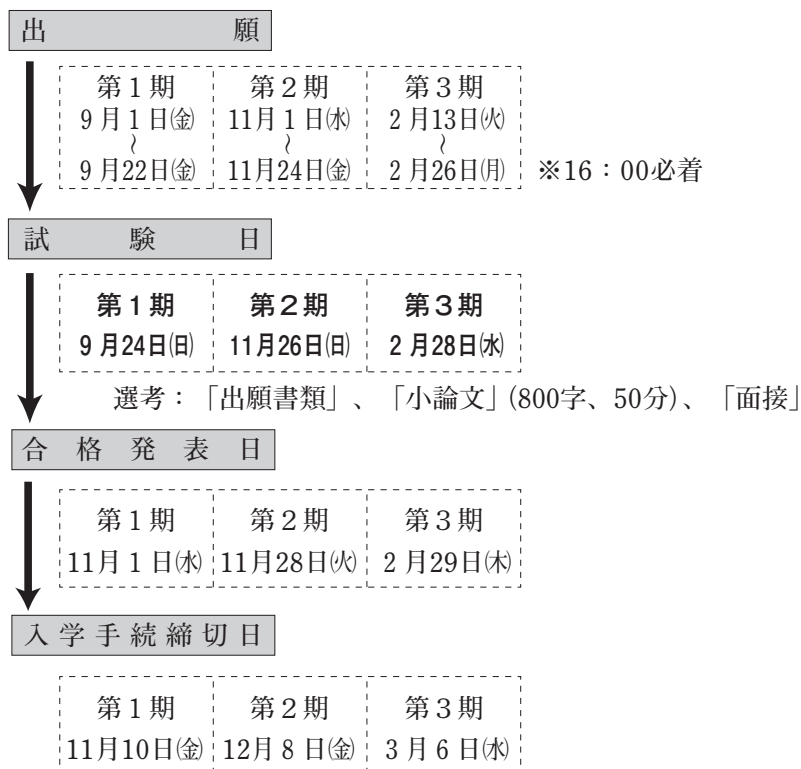 出願
第1期 第2期 第3期
9月1日㈮ 11月1日㈬ 2月13日㈫
〜 〜 〜
9月22日㈮ 11月24日㈮ 2月26日㈪ ※16：00必着
試験日
第1期 第2期 第3期
9月24日㈰ 11月26日㈰ 2月28日㈬
選考：「出願書類」、「小論文」(800字、50分)、「面接」
合格発表日
第1期 第2期 第3期
11月1日㈬ 11月28日㈫ 2月29日㈭
入学手続締切日
第1期 第2期 第3期
11月10日㈮ 12月8日㈮ 3月6日㈬